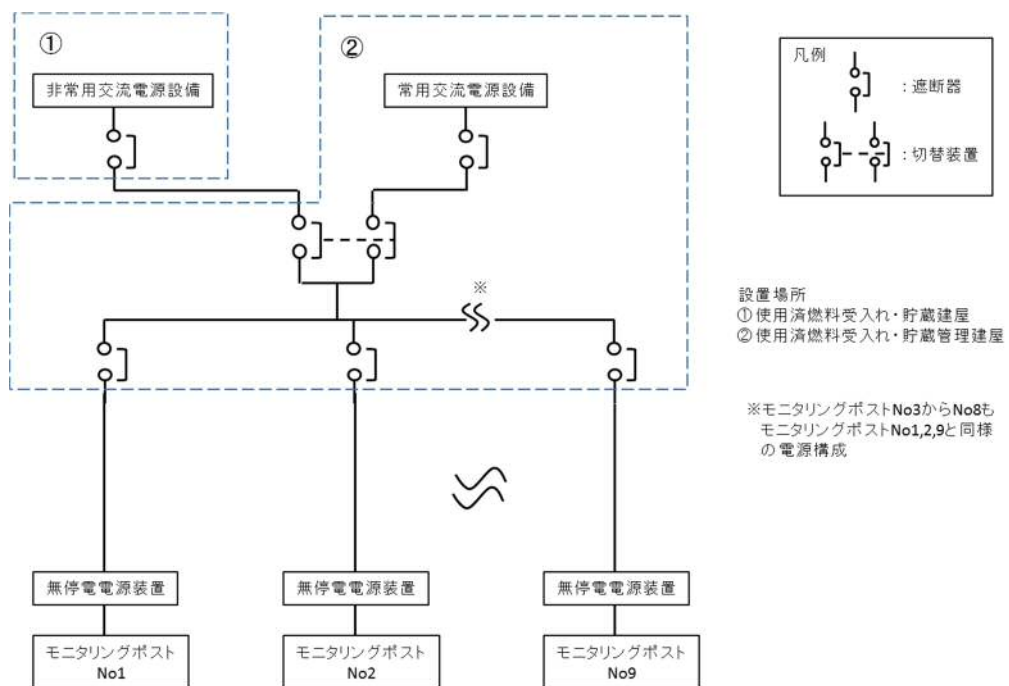 ①
非常用交流電源設備
②
常用交流電源設備
凡例
：遮断器
：切替装置
※
設置場所
①使用済燃料受入れ・貯蔵建屋
②使用済燃料受入れ・貯蔵管理建屋
※モニタリングポストNo3からNo8も
モニタリングポストNo1,2,9と同様
の電源構成
無停電電源装置
無停電電源装置
無停電電源装置
モニタリングポスト
No1
モニタリングポスト
No2
モニタリングポスト
No9